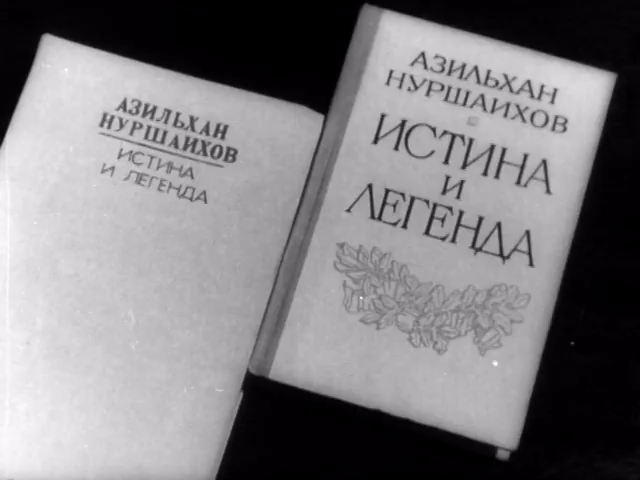 АЗИЛЬХАН
НУРШАИХОВ
ИСТИНА
И ЛЕГЕНДА
АЗИЛЬХАН
НУРШАИХОВ
ИСТИНА
И
ЛЕГЕНДА